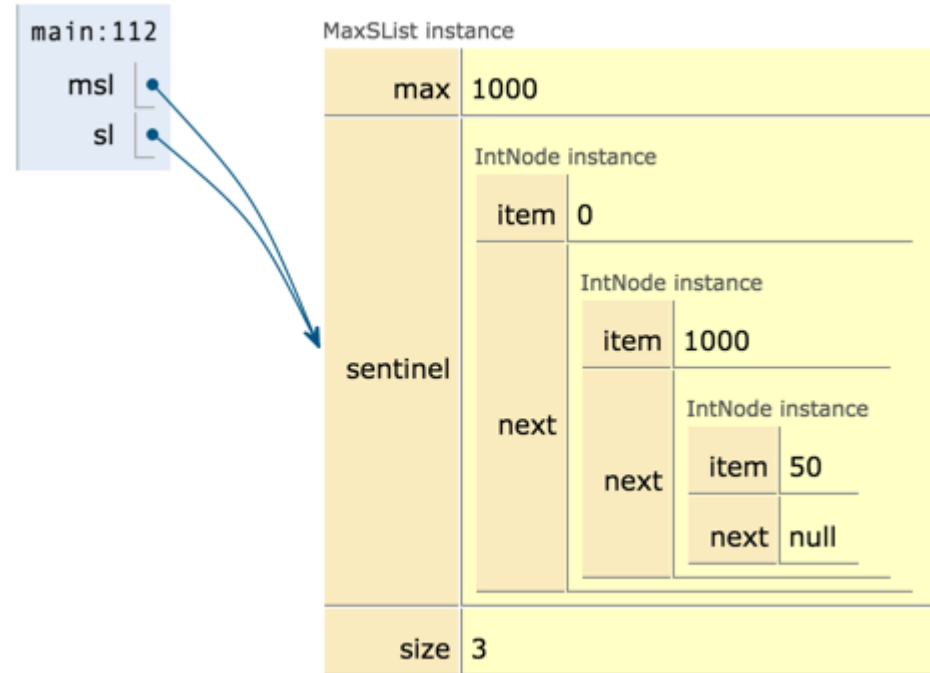 main:112
msl
sl
MaxSList instance
max 1000
sentinel
IntNode instance
item 0
next
IntNode instance
item 1000
next
IntNode instance
item 50
next null
size 3